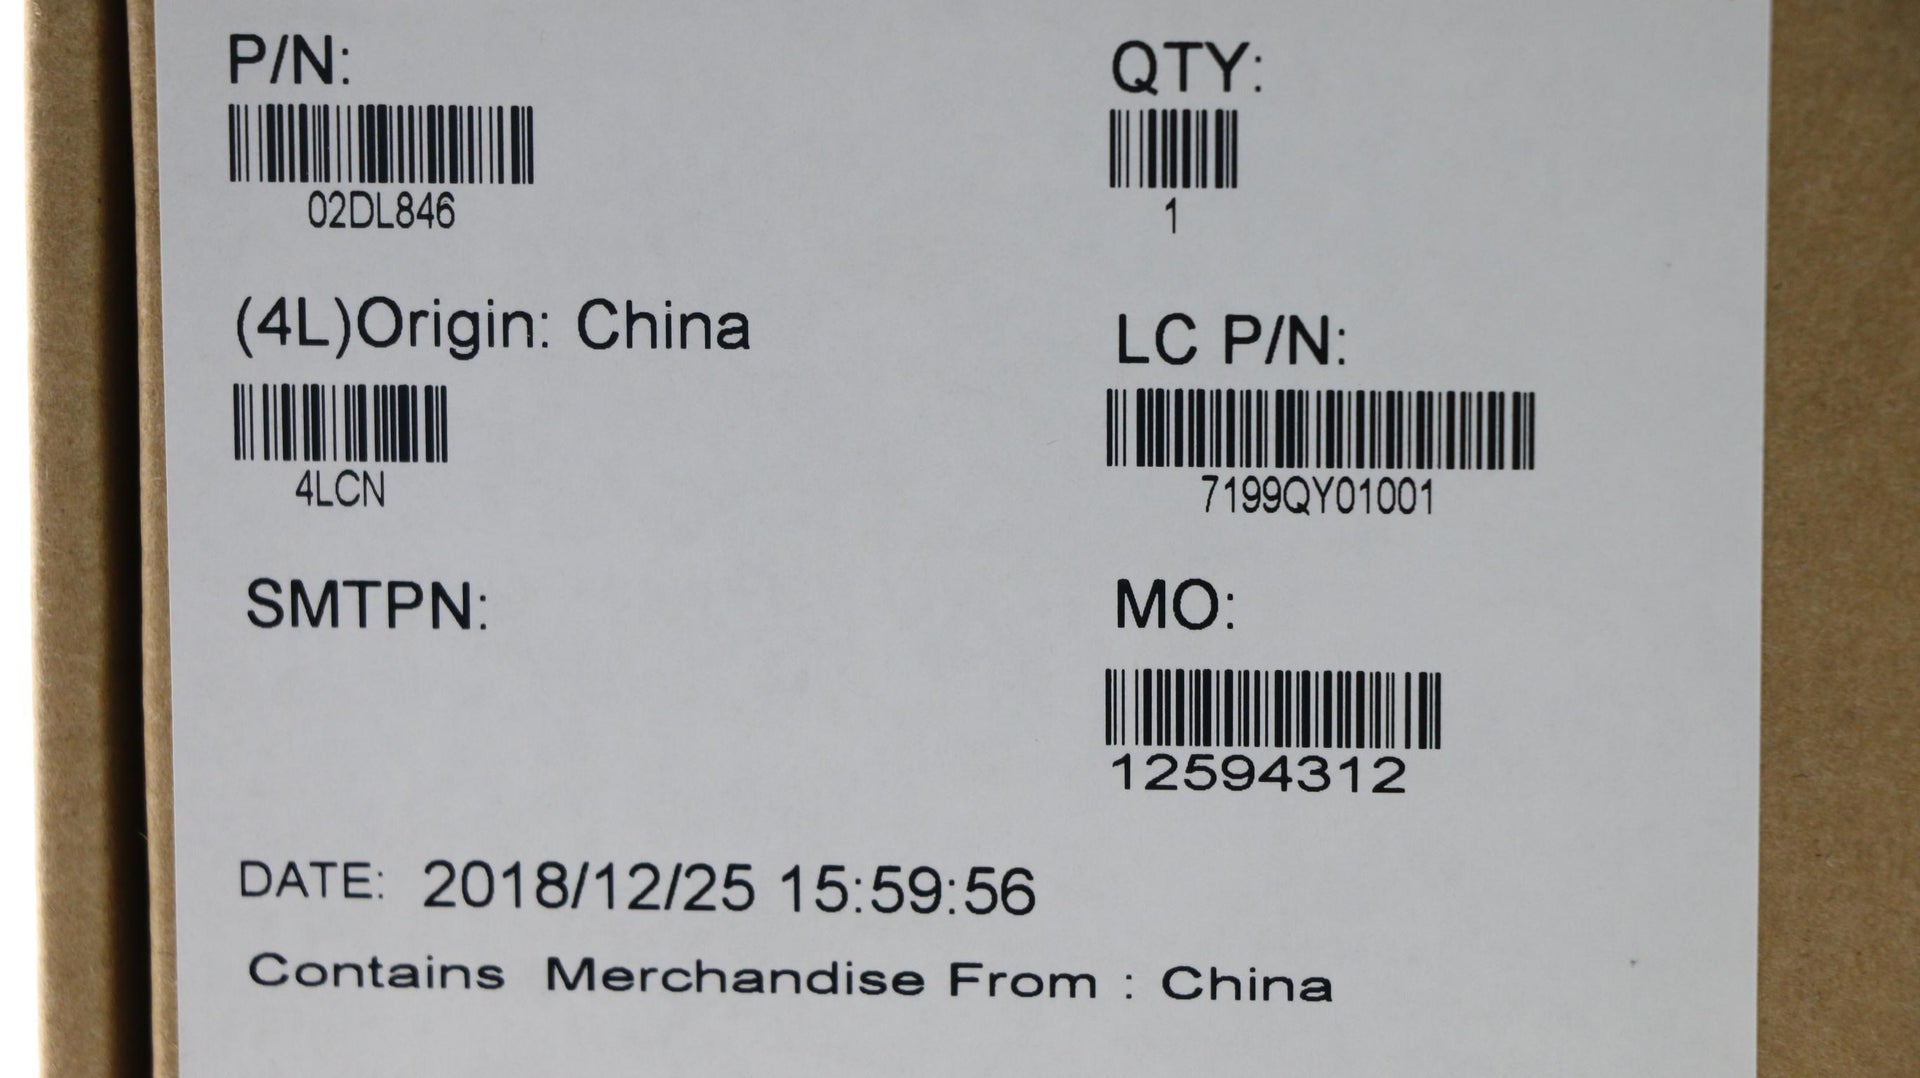 P/N:
QTY:
02DL846
1
(4L)Origin: China
LC P/N:
4LCN
7199QY01001
SMTPN:
MO:
12594312
DATE: 2018/12/25 15:59:56
Contains Merchandise From : China